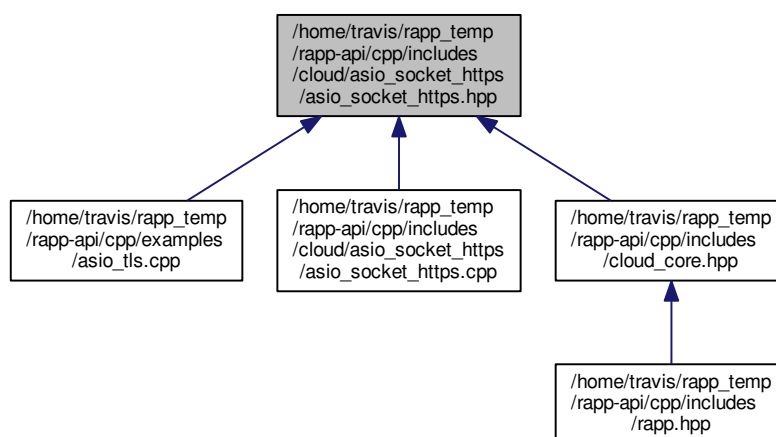 /home/travis/rapp_temp
/rapp-api/cpp/includes
/cloud/asio_socket_https
/asio_socket_https.hpp
/home/travis/rapp_temp
/rapp-api/cpp/examples
/asio_tls.cpp
/home/travis/rapp_temp
/rapp-api/cpp/includes
/cloud/asio_socket_https
/asio_socket_https.cpp
/home/travis/rapp_temp
/rapp-api/cpp/includes
/cloud_core.hpp
/home/travis/rapp_temp
/rapp-api/cpp/includes
/rapp.hpp